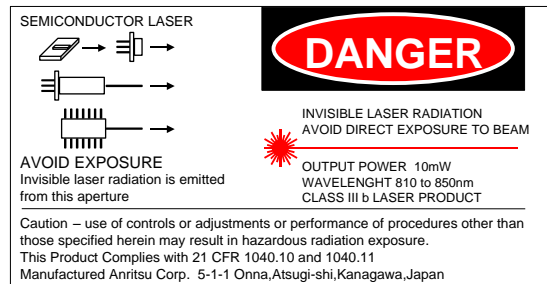 SEMICONDUCTOR LASER
DANGER
INVISIBLE LASER RADIATION
AVOID DIRECT EXPOSURE TO BEAM
AVOID EXPOSURE
Invisible laser radiation is emitted
from this aperture
OUTPUT POWER 10mW
WAVELENGHT 810 to 850nm
CLASS III b LASER PRODUCT
Caution – use of controls or adjustments or performance of procedures other than
those specified herein may result in hazardous radiation exposure.
This Product Complies with 21 CFR 1040.10 and 1040.11
Manufactured Anritsu Corp. 5-1-1 Onna,Atsugi-shi,Kanagawa,Japan